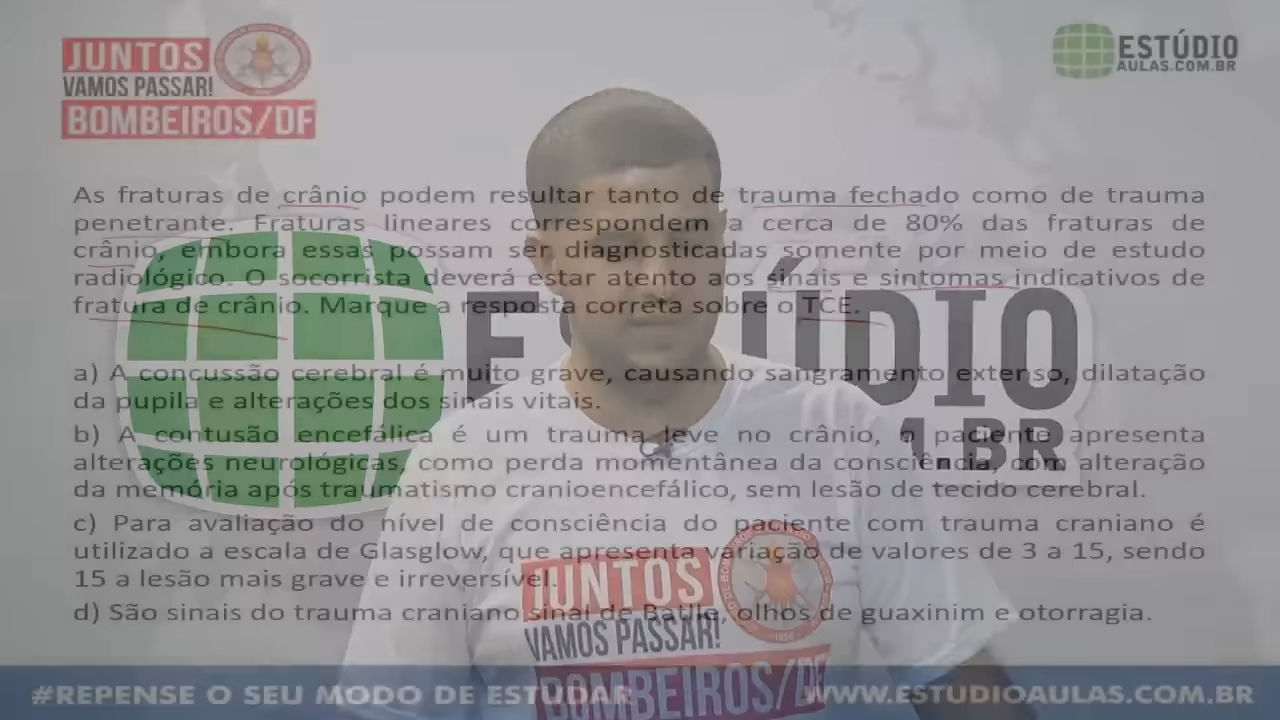 JUNTOS
VAMOS PASSAR!
BOMBEIROS/DF
ESTÚDIO
AULAS.COM.BR
As fraturas de crânio podem resultar tanto de trauma fechado como de trauma
penetrante. Fraturas lineares correspondem a cerca de 80% das fraturas de
crânio, embora essas possam ser diagnosticadas somente por meio de estudo
radiológico. O socorrista deverá estar atento aos sinais e sintomas indicativos de
fratura de crânio. Marque a resposta correta sobre o TCE.
E ÚDIO
a) A concussão cerebral é muito grave, causando sangramento extenso, dilatação
da pupila e alterações dos sinais vitais.
b) A contusão encefálica é um trauma leve no crânio, o paciente apresenta
alterações neurológicas, como perda momentânea da consciência, com alteração
.BR
da memória após traumatismo cranioencefálico, sem lesão de tecido cerebral.
c) Para avaliação do nível de consciência do paciente com trauma craniano é
utilizado a escala de Glasglow, que apresenta variação de valores de 3 a 15, sendo
15 a lesão mais grave e irreversível.
d) São sinais do trauma craniano sinal de Batlle, olhos de guaxinim e otorragia.
JUNTOS
VAMOS PASSAR!
BOMBEIROS/DF
#REPENSE O SEU MODO DE ESTUDAR
WWW.ESTUDIOAULAS.COM.BR